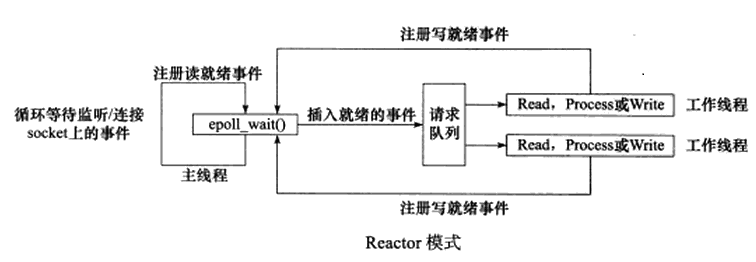 注册写就绪事件
注册读就绪事件
循环等待监听/连接
socket上的事件
epoll_wait()
插入就绪的事件
请求
队列
Read，Process或Write
工作线程
Read，Process或Write
工作线程
主线程
注册写就绪事件
Reactor 模式